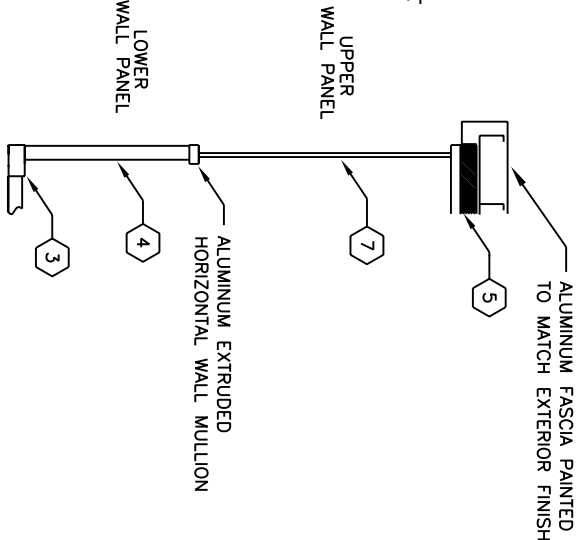 ALUMINUM FASCIA PAINTED
TO MATCH EXTERIOR FINISH
5
UPPER
WALL PANEL
7
ALUMINUM EXTRUDED
HORIZONTAL WALL MULLION
LOWER
WALL PANEL
4
3